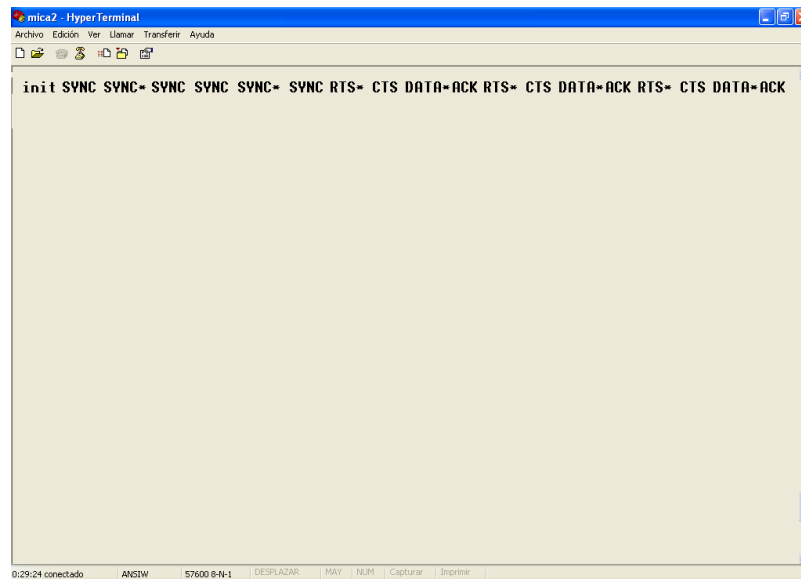 mica2 - HyperTerminal
Archivo Edición Ver Llamar Transferir Ayuda
init SYNC SYNC* SYNC SYNC SYNC* SYNC RTS* CTS DATA*ACK RTS* CTS DATA*ACK RTS* CTS DATA*ACK
0:29:24 conectado ANSIW 57600 8-N-1 DESPLAZAR MAY NUM Capturar Imprimir